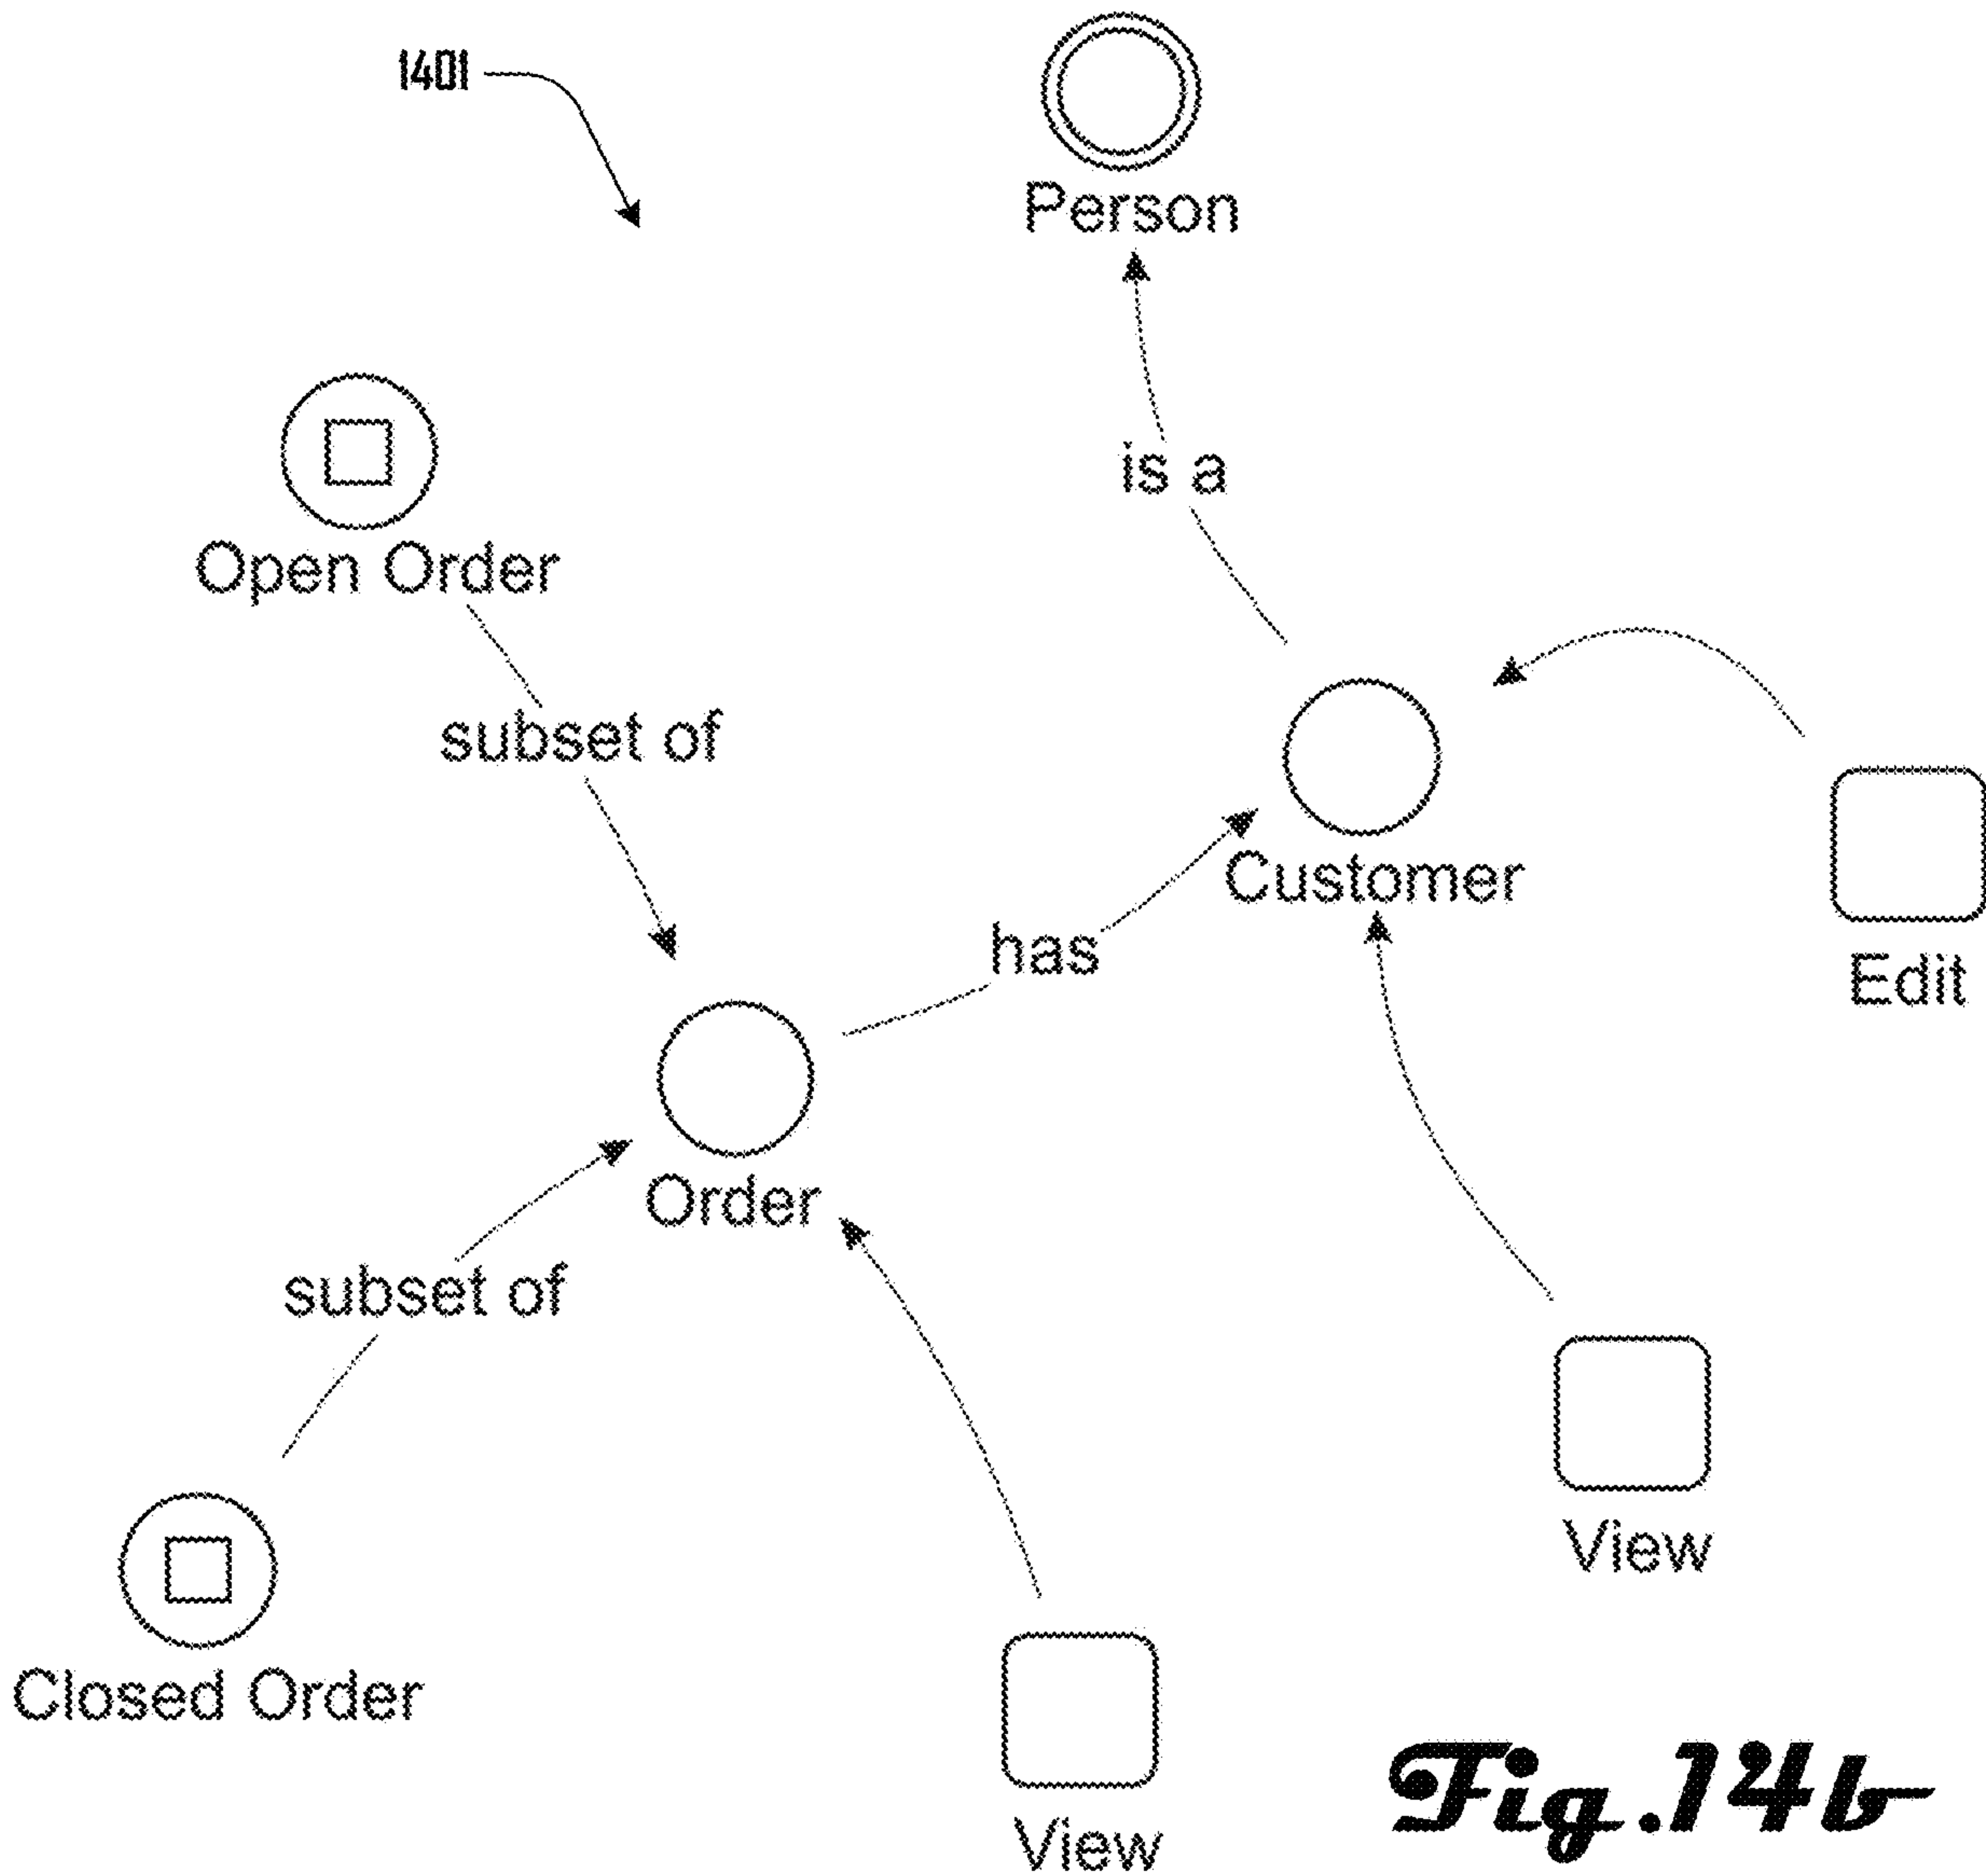 1401
Person
is a
Open Order
subset of
Customer
has
Edit
Order
subset of
View
Closed Order
View
Fig.14b